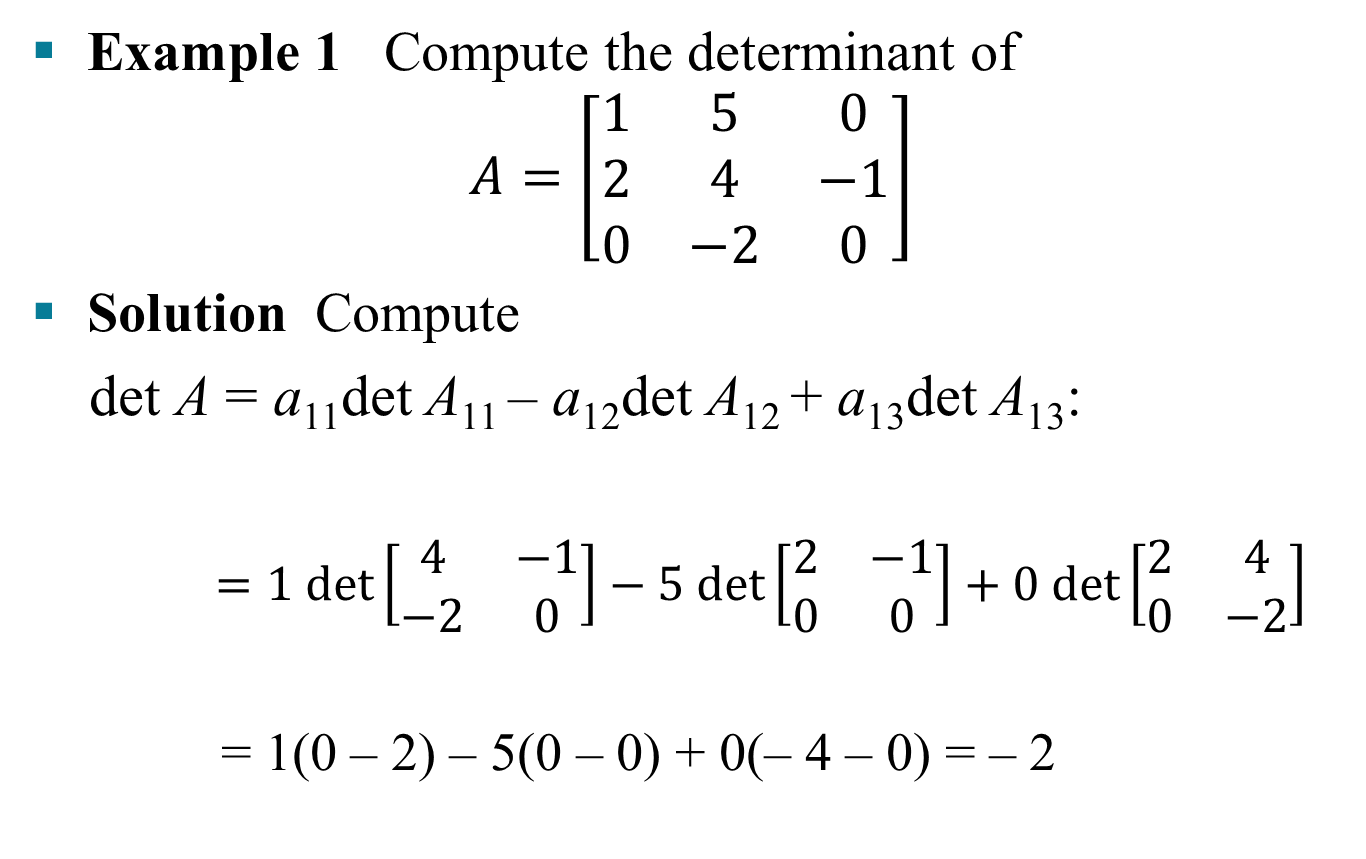 ▪ Example 1 Compute the determinant of
A = [1 5 0
2 4 −1
0 −2 0]
▪ Solution Compute
det A = a₁₁det A₁₁ – a₁₂det A₁₂ + a₁₃det A₁₃:
= 1 det [4 −1; −2 0] − 5 det [2 −1; 0 0] + 0 det [2 4; 0 −2]
= 1(0 – 2) – 5(0 – 0) + 0(– 4 – 0) = – 2